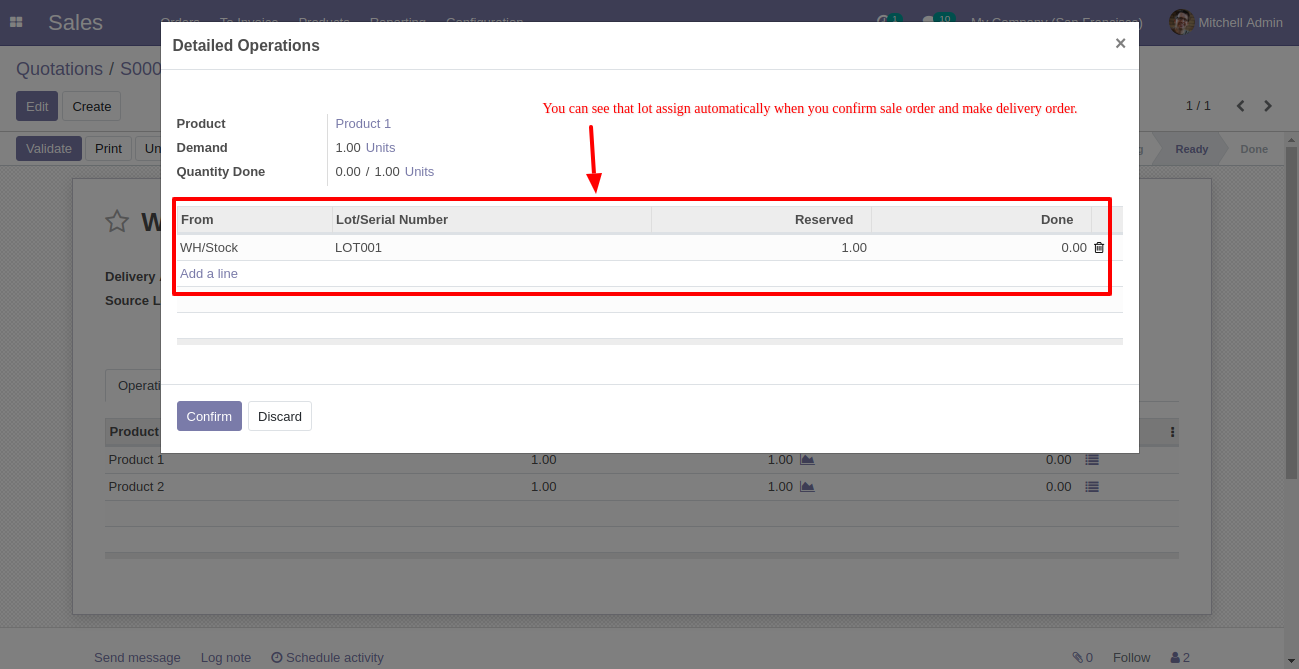 Sales Orders To Invoice Products Reporting Configuration 1 10 My Company (San Francisco) Mitchell Admin
Detailed Operations ×
Quotations / S000
Edit Create
1 / 1
You can see that lot assign automatically when you confirm sale order and make delivery order.
Product Product 1
Demand 1.00 Units
Quantity Done 0.00 / 1.00 Units
Validate Print Un
Ready Done
From Lot/Serial Number Reserved Done
WH/Stock LOT001 1.00 0.00
Add a line
W
Delivery
Source L
Operati
Confirm Discard
Product
Product 1 1.00 1.00 0.00
Product 2 1.00 1.00 0.00
Send message Log note Schedule activity 0 Follow 2